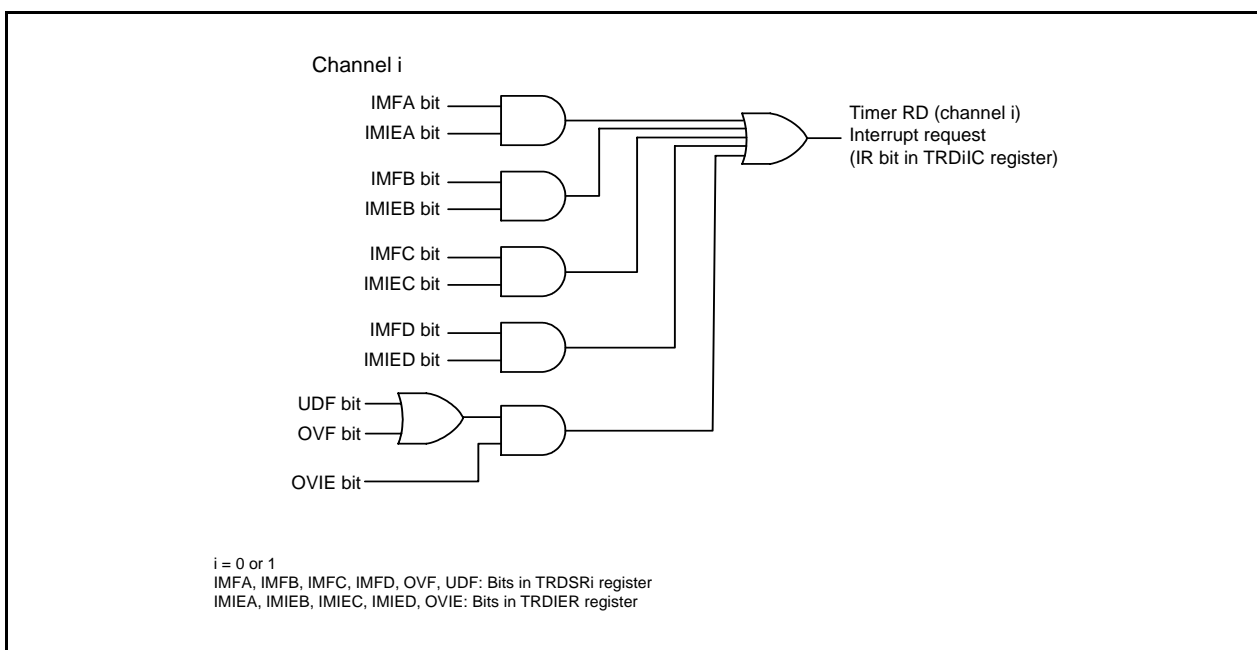 Channel i
IMFA bit
IMIEA bit
IMFB bit
IMIEB bit
IMFC bit
IMIEC bit
IMFD bit
IMIED bit
UDF bit
OVF bit
OVIE bit
Timer RD (channel i)
Interrupt request
(IR bit in TRDiIC register)
i = 0 or 1
IMFA, IMFB, IMFC, IMFD, OVF, UDF: Bits in TRDSRi register
IMIEA, IMIEB, IMIEC, IMIED, OVIE: Bits in TRDIER register